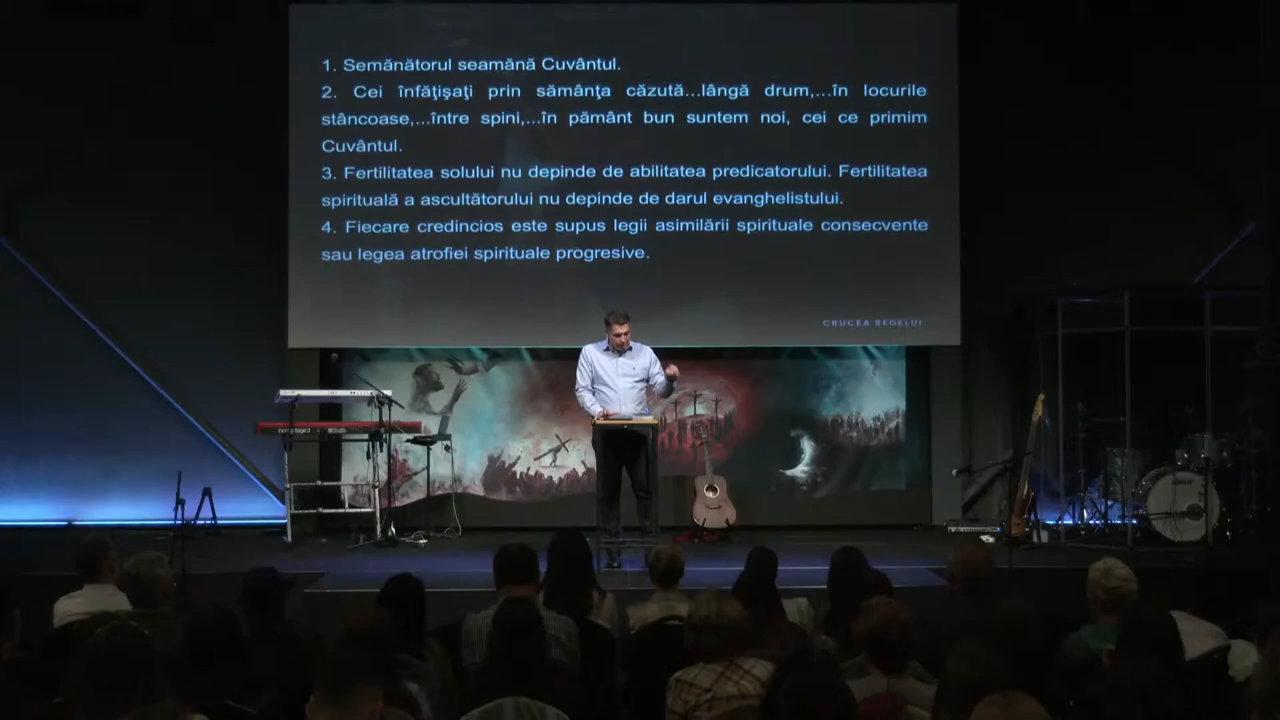 1. Semănătorul seamănă Cuvântul.
2. Cei înfăţişaţi prin sămânţa căzută...lângă drum,...în locurile
stâncoase,...între spini,...în pământ bun suntem noi, cei ce primim
Cuvântul.
3. Fertilitatea solului nu depinde de abilitatea predicatorului. Fertilitatea
spirituală a ascultătorului nu depinde de darul evanghelistului.
4. Fiecare credincios este supus legii asimilării spirituale consecvente
sau legea atrofiei spirituale progresive.
CRUCEA REGELUI